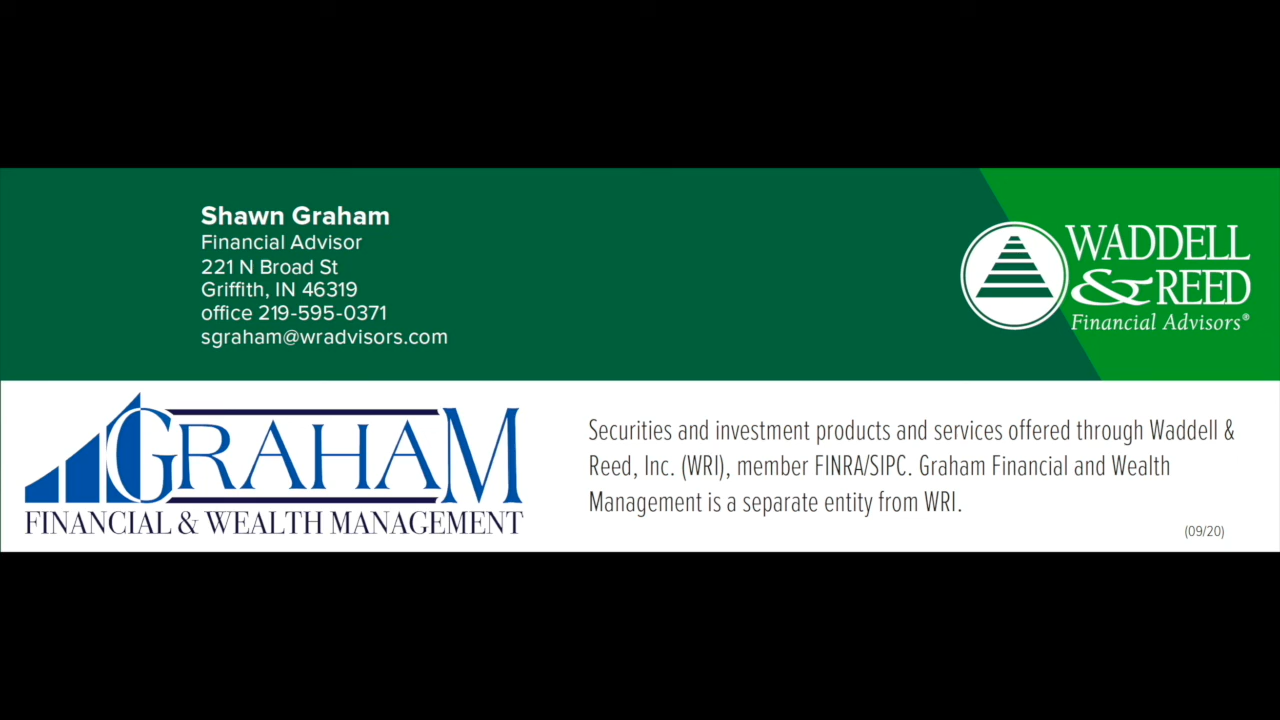 Shawn Graham
Financial Advisor
221 N Broad St
Griffith, IN 46319
office 219-595-0371
sgraham@wradvisors.com
WADDELL
& REED
Financial Advisors®
GRAHAM
FINANCIAL & WEALTH MANAGEMENT
Securities and investment products and services offered through Waddell &
Reed, Inc. (WRI), member FINRA/SIPC. Graham Financial and Wealth
Management is a separate entity from WRI.
(09/20)